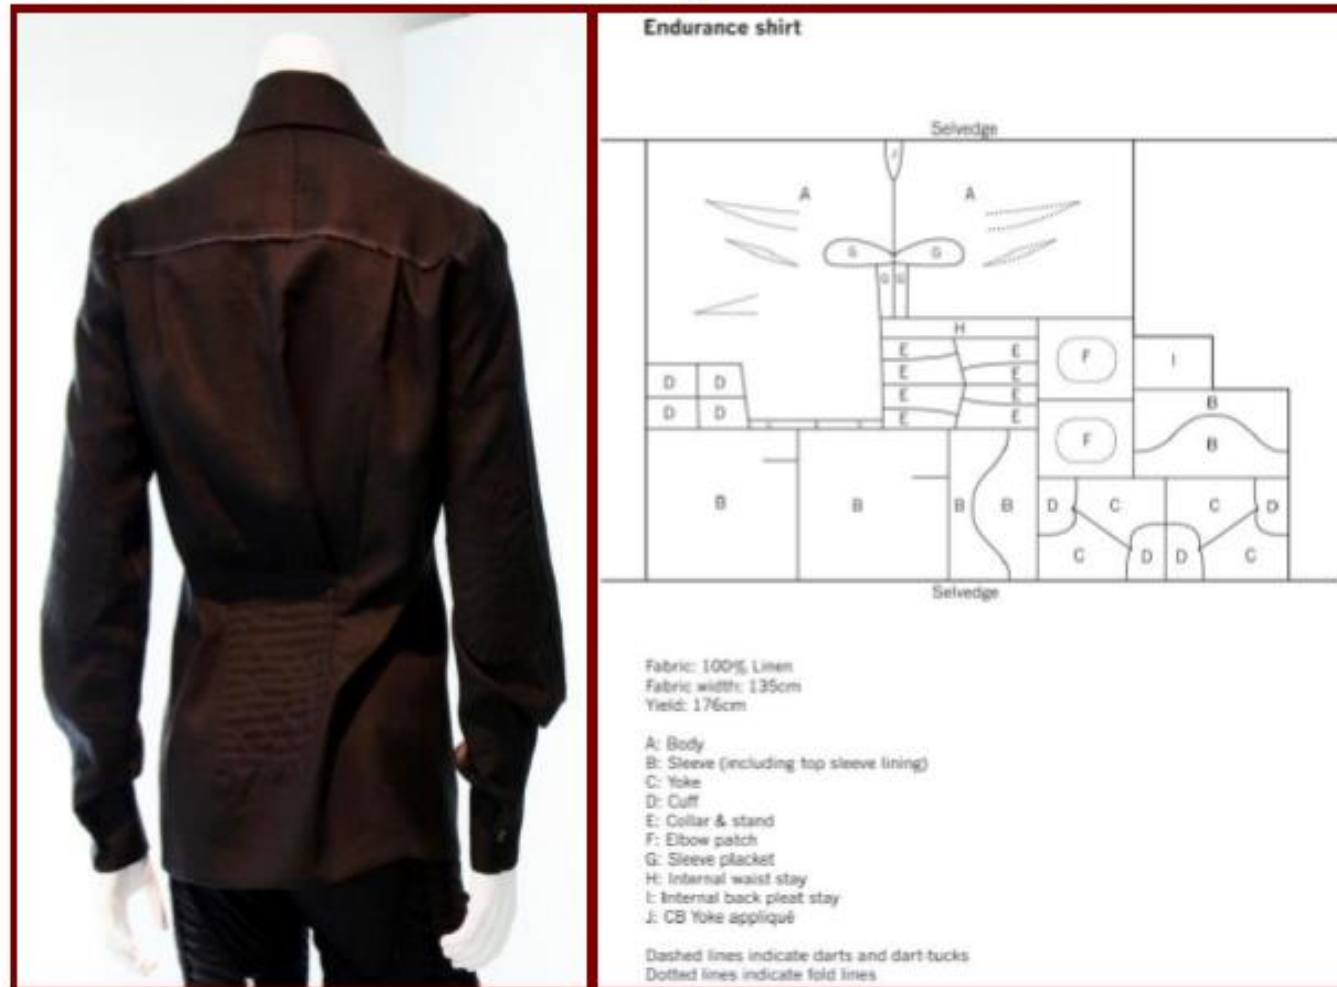 Endurance shirt
Selvedge
J
A A
G G
G G
H
E E
E E
E E
E E
F
I
D D
D D
B
B
F
B B B B
D C C D
C D D C
Selvedge
Fabric: 100% Linen
Fabric width: 135cm
Yield: 176cm
A: Body
B: Sleeve (including top sleeve lining)
C: Yoke
D: Cuff
E: Collar & stand
F: Elbow patch
G: Sleeve placket
H: Internal waist stay
I: Internal back pleat stay
J: CB Yoke appliqué
Dashed lines indicate darts and dart-tucks
Dotted lines indicate fold lines